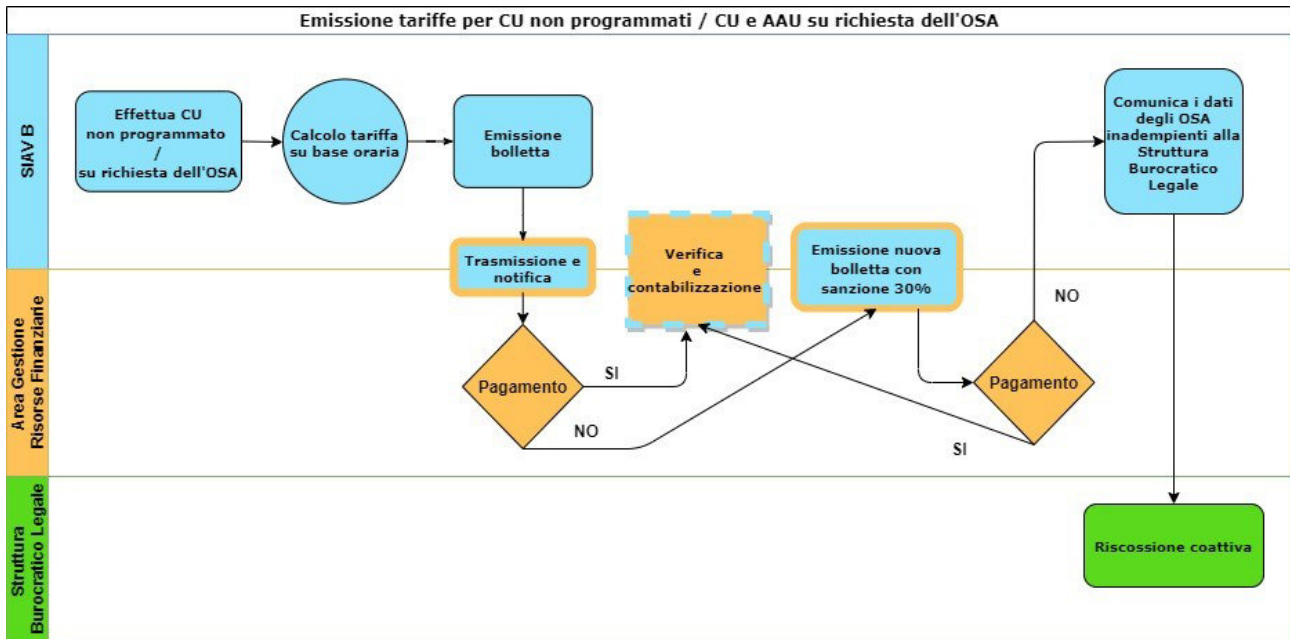 Emissione tariffe per CU non programmati / CU e AAU su richiesta dell'OSA
SIAV B
Effettua CU
non programmato
/
su richiesta dell'OSA
Calcolo tariffa
su base oraria
Emissione
bolletta
Comunica i dati
degli OSA
inadempienti alla
Struttura
Burocratico
Legale
Trasmissione e
notifica
Verifica
e
contabilizzazione
Emissione nuova
bolletta con
sanzione 30%
Area Gestione
Risorse Finanziarie
Pagamento
SI
NO
Pagamento
NO
SI
Struttura
Burocratico Legale
Riscossione coattiva